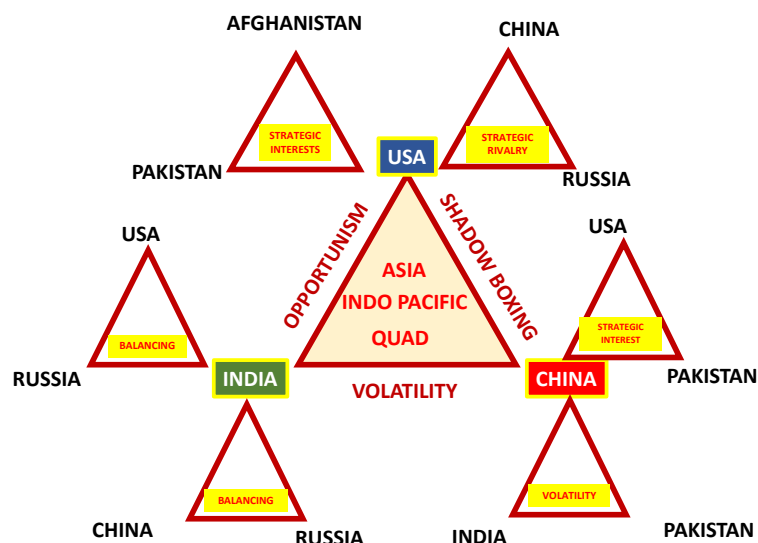 AFGHANISTAN
CHINA
STRATEGIC
INTERESTS
STRATEGIC
RIVALRY
USA
PAKISTAN
RUSSIA
USA
USA
OPPORTUNISM
SHADOW BOXING
ASIA
INDO PACIFIC
QUAD
BALANCING
STRATEGIC
INTEREST
RUSSIA
INDIA
VOLATILITY
CHINA
PAKISTAN
BALANCING
VOLATILITY
CHINA
RUSSIA
INDIA
PAKISTAN